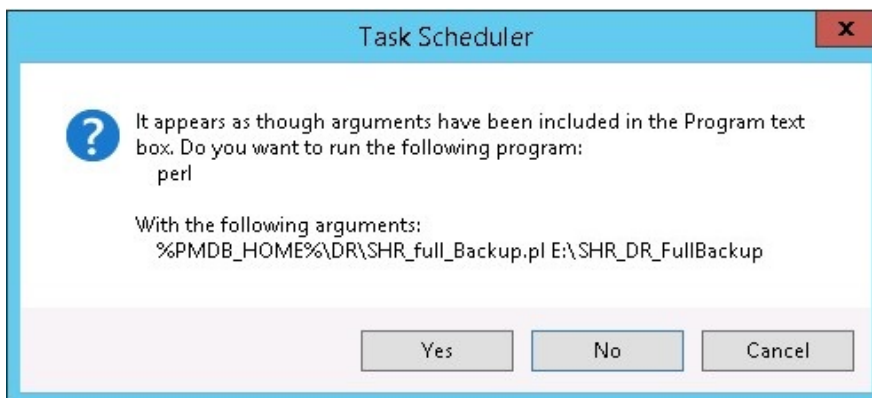 Task Scheduler
x
?
It appears as though arguments have been included in the Program text
box. Do you want to run the following program:
perl
With the following arguments:
%PMDB_HOME%\DR\SHR_full_Backup.pl E:\SHR_DR_FullBackup
Yes No Cancel